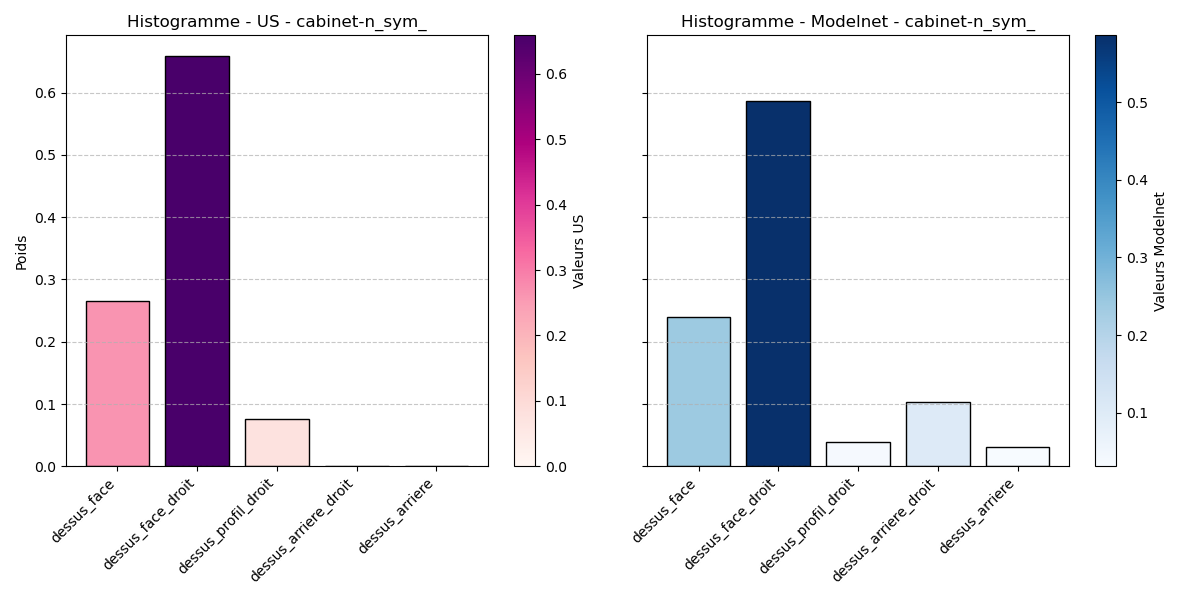 Histogramme - US - cabinet-n_sym_
Poids
0.6
0.5
0.4
0.3
0.2
0.1
0.0
dessus_face
dessus_face_droit
dessus_profil_droit
dessus_arriere_droit
dessus_arriere
0.6
0.5
0.4
0.3
0.2
0.1
0.0
Valeurs US
Histogramme - Modelnet - cabinet-n_sym_
dessus_face
dessus_face_droit
dessus_profil_droit
dessus_arriere_droit
dessus_arriere
0.5
0.4
0.3
0.2
0.1
Valeurs Modelnet